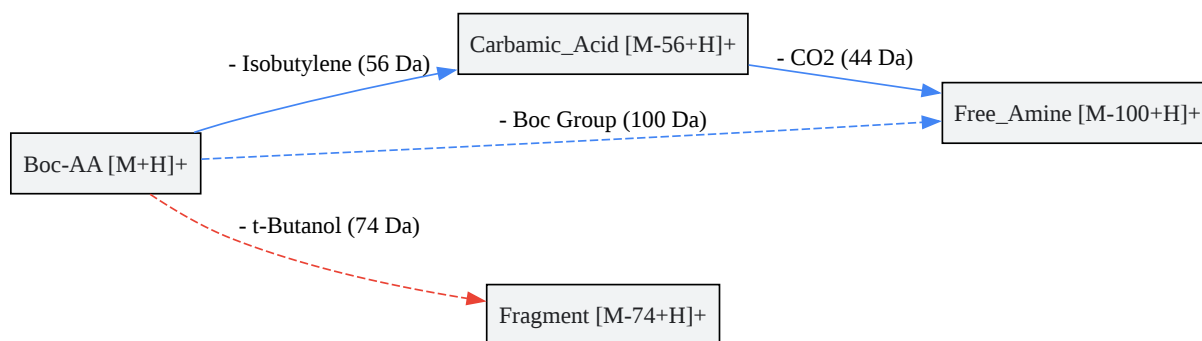 Carbamic_Acid [M-56+H]+
- Isobutylene (56 Da)
- CO2 (44 Da)
Free_Amine [M-100+H]+
- Boc Group (100 Da)
Boc-AA [M+H]+
- t-Butanol (74 Da)
Fragment [M-74+H]+